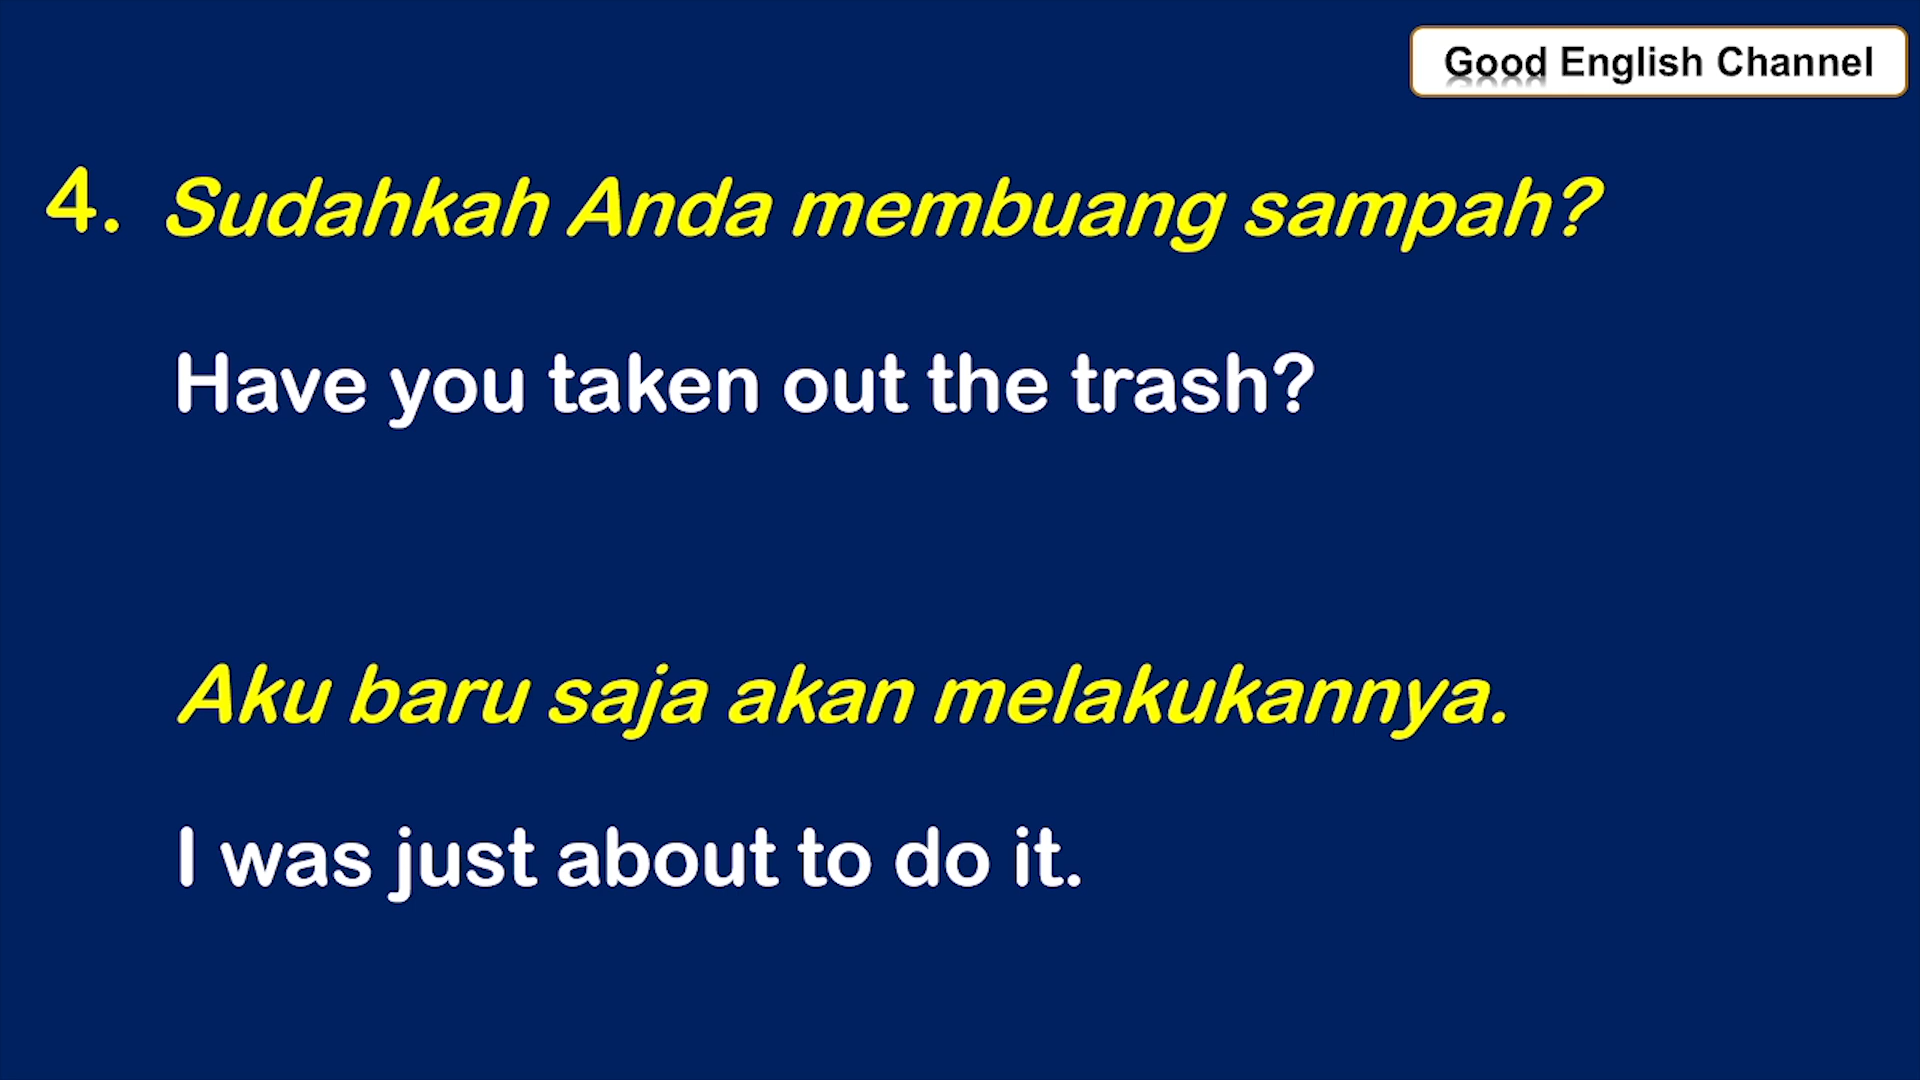 Good English Channel
4. Sudahkah Anda membuang sampah?
Have you taken out the trash?
Aku baru saja akan melakukannya.
I was just about to do it.